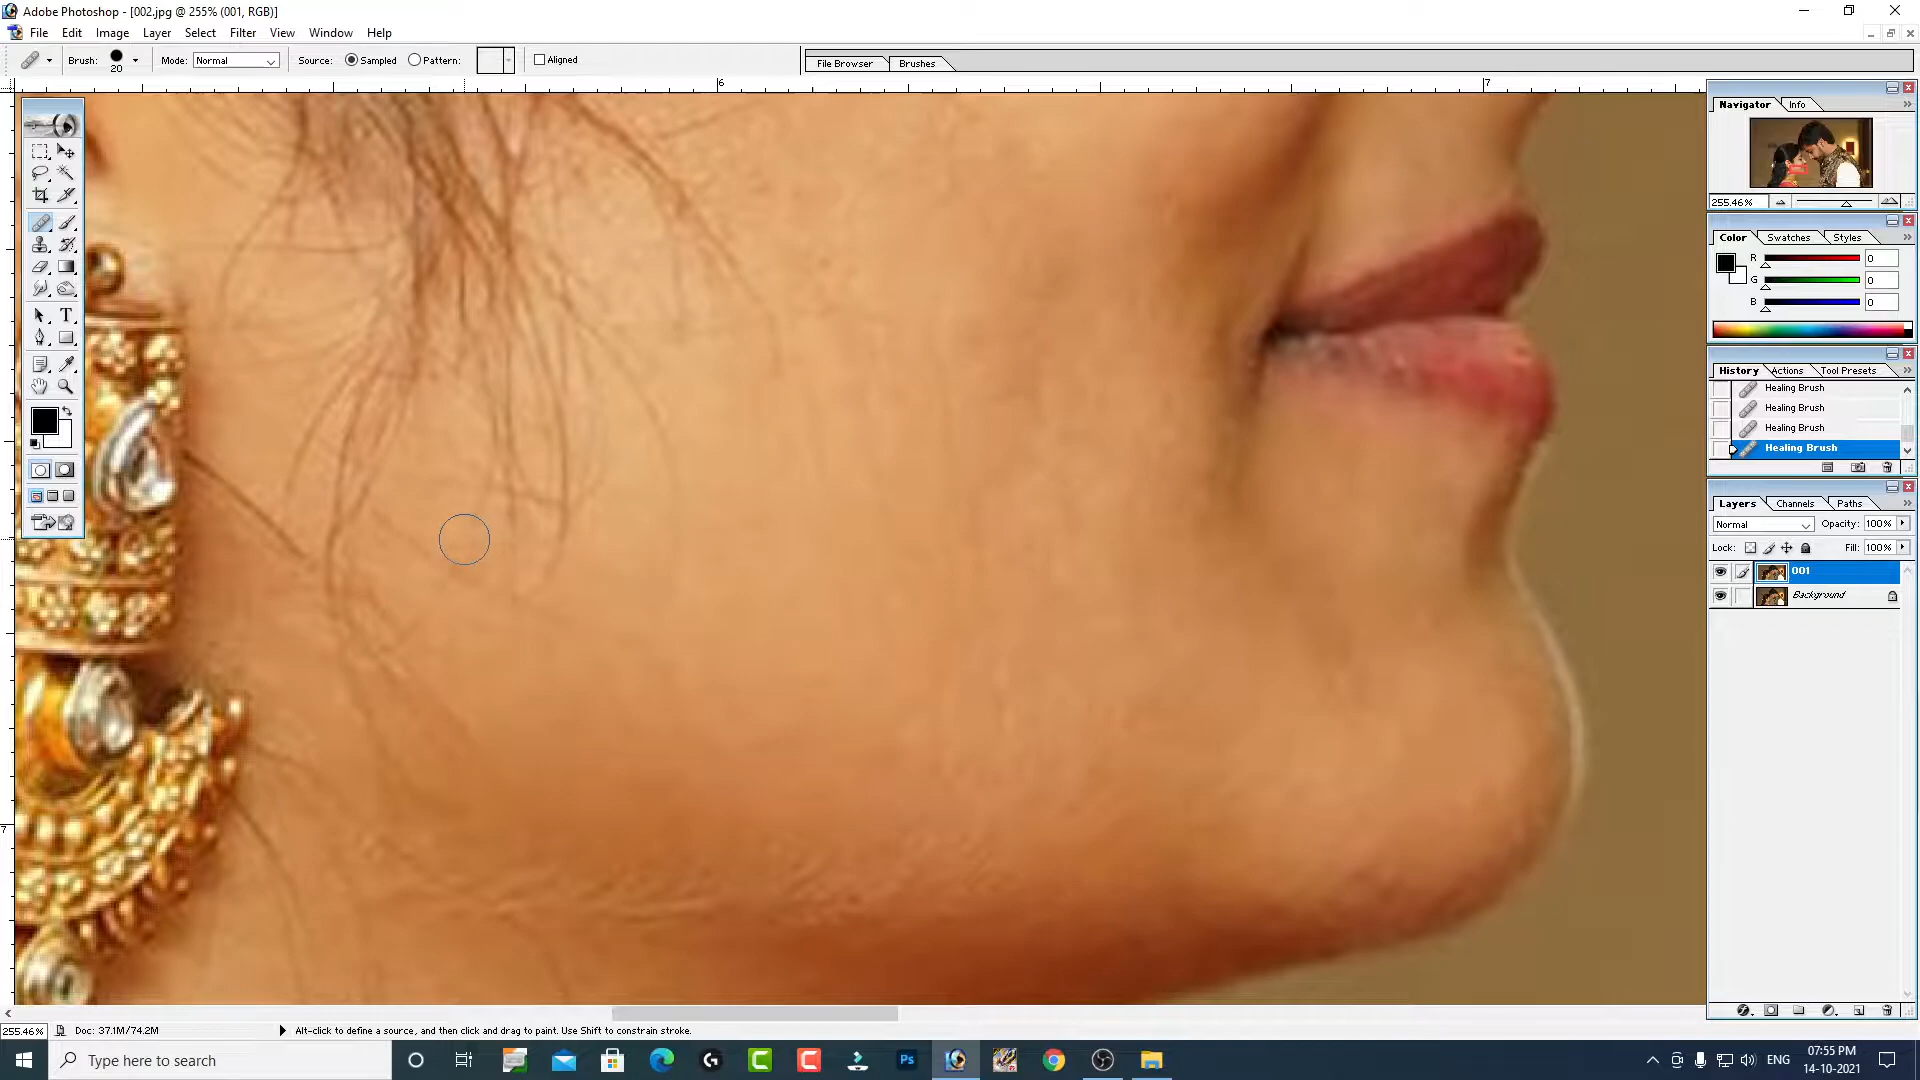 Adobe Photoshop - [002.jpg @ 255% (001, RGB)]
File Edit Image Layer Select Filter View Window Help
Brush: 20 Mode: Normal Source: Sampled Pattern: Aligned File Browser Brushes
6 7
7
Navigator Info
255.46%
Color Swatches Styles
R 0
G 0
B 0
History Actions Tool Presets
Healing Brush
Healing Brush
Healing Brush
Healing Brush
Layers Channels Paths
Normal Opacity: 100%
Lock: Fill: 100%
001
Background
255.46% Doc: 37.1M/74.2M Alt-click to define a source, and then click and drag to paint. Use Shift to constrain stroke.
Type here to search
Ps
ENG
07:55 PM
14-10-2021